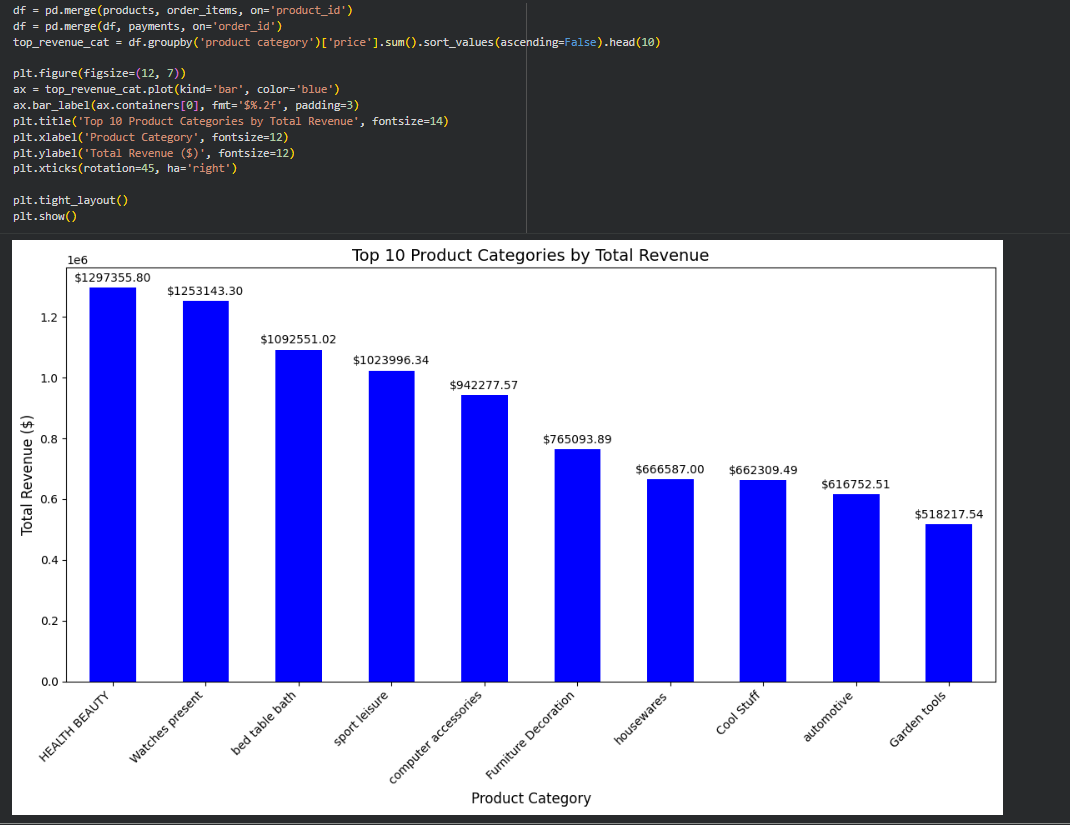 df = pd.merge(products, order_items, on='product_id')
df = pd.merge(df, payments, on='order_id')
top_revenue_cat = df.groupby('product category')['price'].sum().sort_values(ascending=False).head(10)
plt.figure(figsize=(12, 7))
ax = top_revenue_cat.plot(kind='bar', color='blue')
ax.bar_label(ax.containers[0], fmt='$%.2f', padding=3)
plt.title('Top 10 Product Categories by Total Revenue', fontsize=14)
plt.xlabel('Product Category', fontsize=12)
plt.ylabel('Total Revenue ($)', fontsize=12)
plt.xticks(rotation=45, ha='right')
plt.tight_layout()
plt.show()
Top 10 Product Categories by Total Revenue
1e6
$1297355.80
$1253143.30
$1092551.02
$1023996.34
$942277.57
$765093.89
$666587.00
$662309.49
$616752.51
$518217.54
1.2
1.0
0.8
0.6
0.4
0.2
0.0
Total Revenue ($)
HEALTH BEAUTY
Watches present
bed table bath
sport leisure
computer accessories
Furniture Decoration
housewares
Cool Stuff
automotive
Garden tools
Product Category